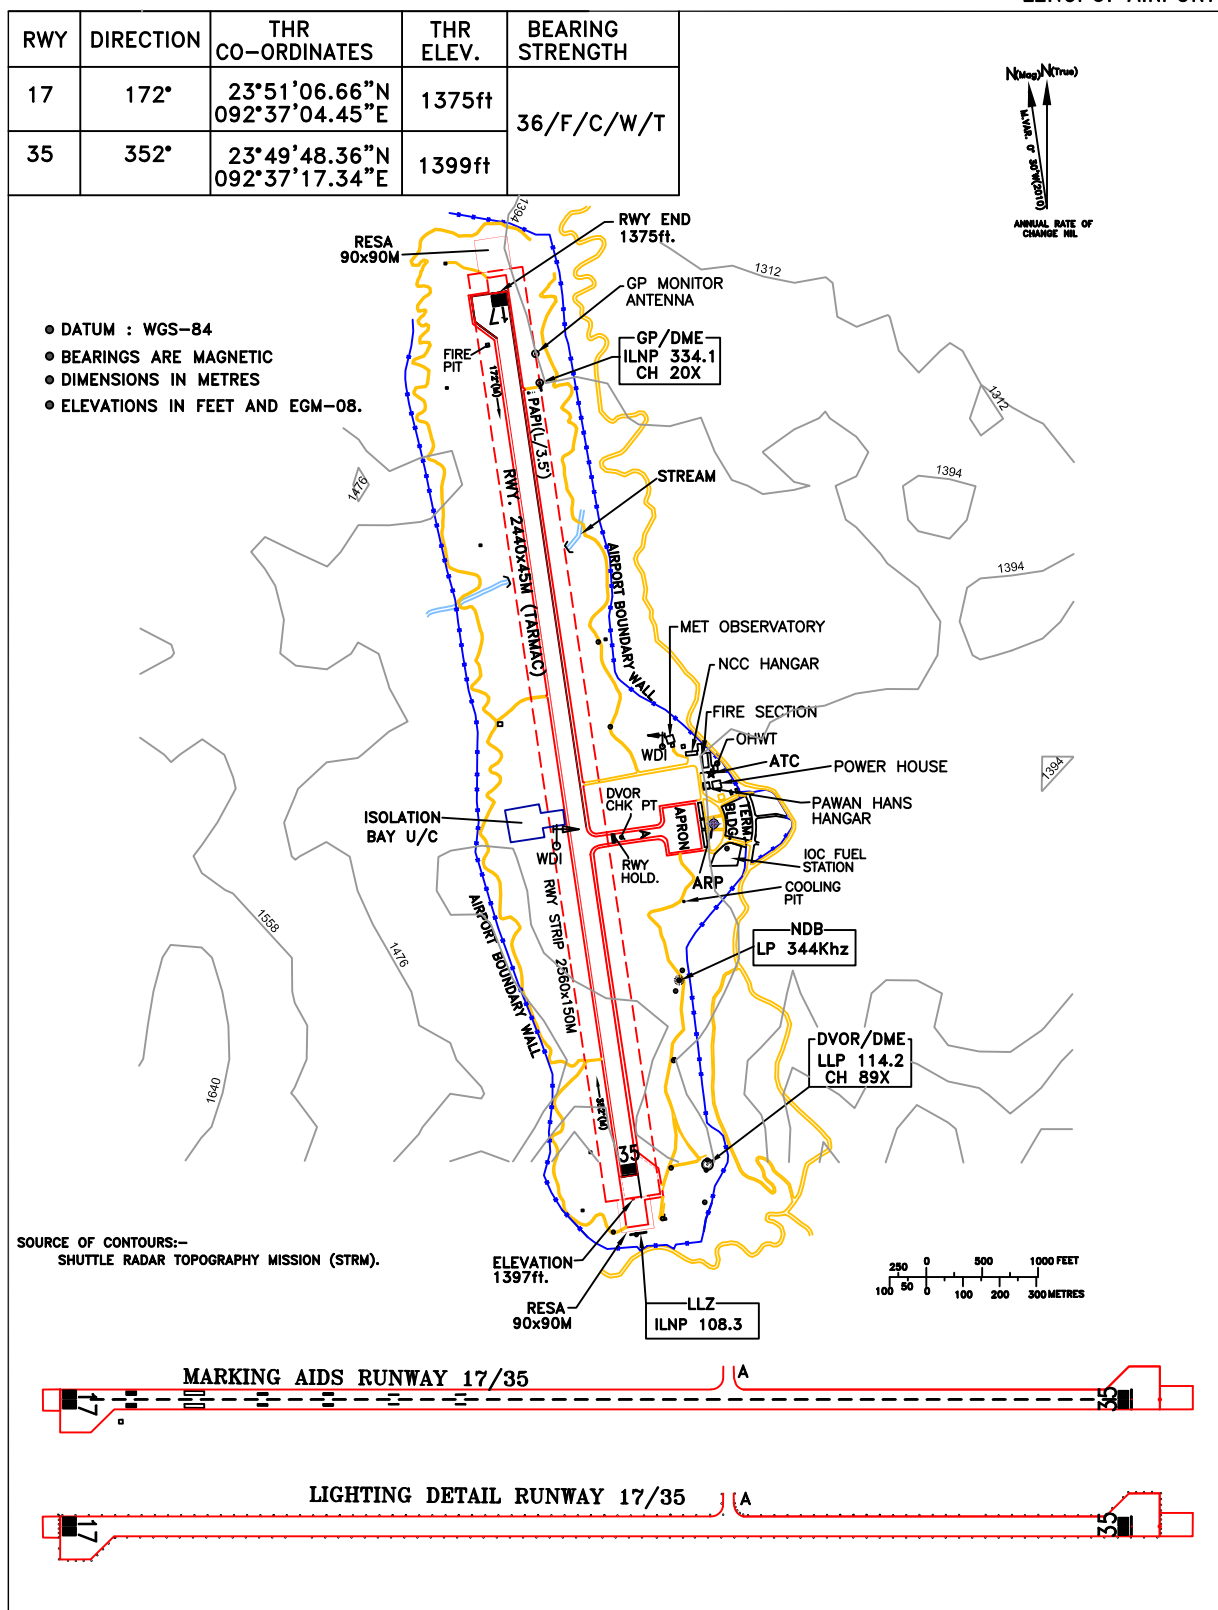 RWY DIRECTION THR CO-ORDINATES THR ELEV. BEARING STRENGTH
17 172° 23°51'06.66"N 092°37'04.45"E 1375ft 36/F/C/W/T
35 352° 23°49'48.36"N 092°37'17.34"E 1399ft
N(Mag) N(True)
M.VAR. 0° 30'W(2010)
ANNUAL RATE OF
CHANGE NIL
1394
RWY END
1375ft.
RESA
90x90M
1312
GP MONITOR
ANTENNA
● DATUM : WGS-84
● BEARINGS ARE MAGNETIC
● DIMENSIONS IN METRES
● ELEVATIONS IN FEET AND EGM-08.
17
FIRE
PIT
GP/DME
ILNP 334.1
CH 20X
172°(M)
PAPI(L/3.5°)
1312
1476
1394
STREAM
RWY. 2440x45M (TARMAC)
AIRPORT BOUNDARY WALL
1394
MET OBSERVATORY
NCC HANGAR
FIRE SECTION
OHWT
WDI
ATC
POWER HOUSE
1394
DVOR
CHK PT
PAWAN HANS
HANGAR
ISOLATION
BAY U/C
A
APRON
TERM
BLDG
WDI
RWY
HOLD.
IOC FUEL
STATION
ARP
COOLING
PIT
RWY STRIP 2560x150M
AIRPORT BOUNDARY WALL
1558
1476
NDB
LP 344Khz
DVOR/DME
LLP 114.2
CH 89X
1640
352°(M)
35
SOURCE OF CONTOURS:-
SHUTTLE RADAR TOPOGRAPHY MISSION (STRM).
ELEVATION
1397ft.
RESA
90x90M
LLZ
ILNP 108.3
250 0 500 1000 FEET
100 50 0 100 200 300 METRES
MARKING AIDS RUNWAY 17/35
A
17
35
LIGHTING DETAIL RUNWAY 17/35
A
17
35